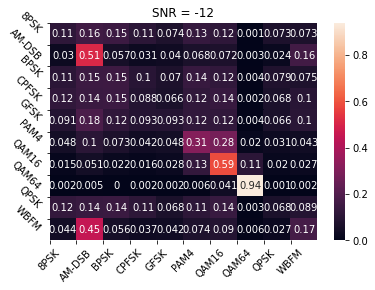 SNR = -12
8PSK 0.11 0.16 0.15 0.11 0.074 0.13 0.12 0.001 0.073 0.073
AM-DSB 0.03 0.51 0.057 0.031 0.04 0.068 0.072 0.003 0.024 0.16
BPSK 0.11 0.15 0.15 0.1 0.07 0.14 0.12 0.004 0.079 0.075
CPFSK 0.12 0.14 0.15 0.088 0.066 0.12 0.14 0.002 0.068 0.1
GFSK 0.091 0.18 0.12 0.093 0.093 0.12 0.12 0.004 0.066 0.1
PAM4 0.048 0.1 0.073 0.042 0.048 0.31 0.28 0.02 0.031 0.043
QAM16 0.015 0.051 0.022 0.016 0.028 0.13 0.59 0.11 0.02 0.027
QAM64 0.002 0.005 0 0.002 0.002 0.006 0.041 0.94 0.001 0.002
QPSK 0.12 0.14 0.14 0.11 0.068 0.11 0.14 0.003 0.068 0.089
WBFM 0.044 0.45 0.056 0.037 0.042 0.074 0.09 0.006 0.027 0.17
8PSK AM-DSB BPSK CPFSK GFSK PAM4 QAM16 QAM64 QPSK WBFM
0.8
0.6
0.4
0.2
0.0